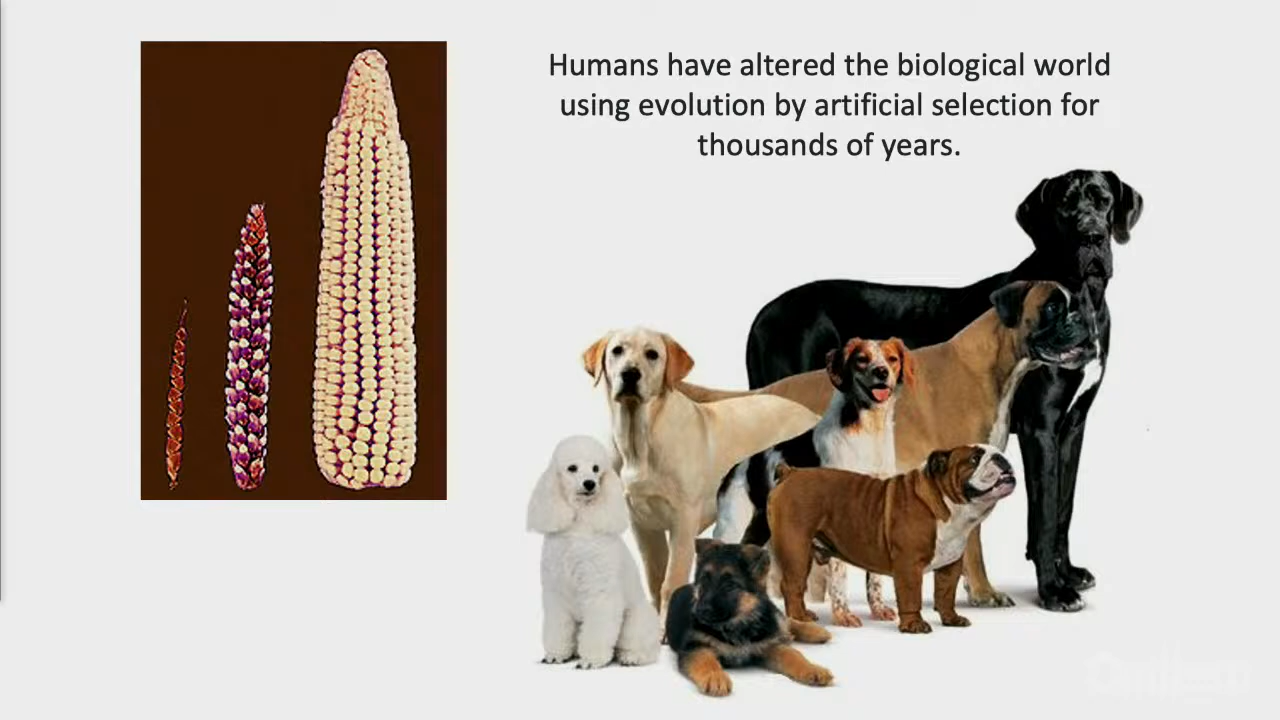 Humans have altered the biological world
using evolution by artificial selection for
thousands of years.